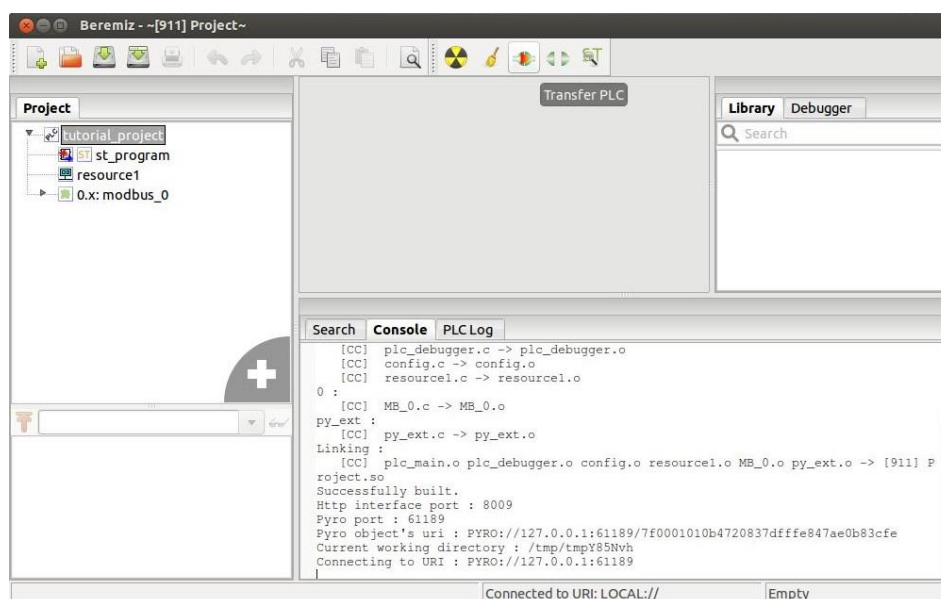 Beremiz - ~[911] Project~
Transfer PLC
Project
tutorial_project
ST st_program
resource1
0.x: modbus_0
Library Debugger
Search
Search Console PLC Log
[CC] plc_debugger.c -> plc_debugger.o
[CC] config.c -> config.o
[CC] resource1.c -> resource1.o
0 :
[CC] MB_0.c -> MB_0.o
py_ext :
[CC] py_ext.c -> py_ext.o
Linking :
[CC] plc_main.o plc_debugger.o config.o resource1.o MB_0.o py_ext.o -> [911] P
roject.so
Successfully built.
Http interface port : 8009
Pyro port : 61189
Pyro object's uri : PYRO://127.0.0.1:61189/7f0001010b4720837dfffe847ae0b83cfe
Current working directory : /tmp/tmpY85Nvh
Connecting to URI : PYRO://127.0.0.1:61189
Connected to URI: LOCAL:// Empty